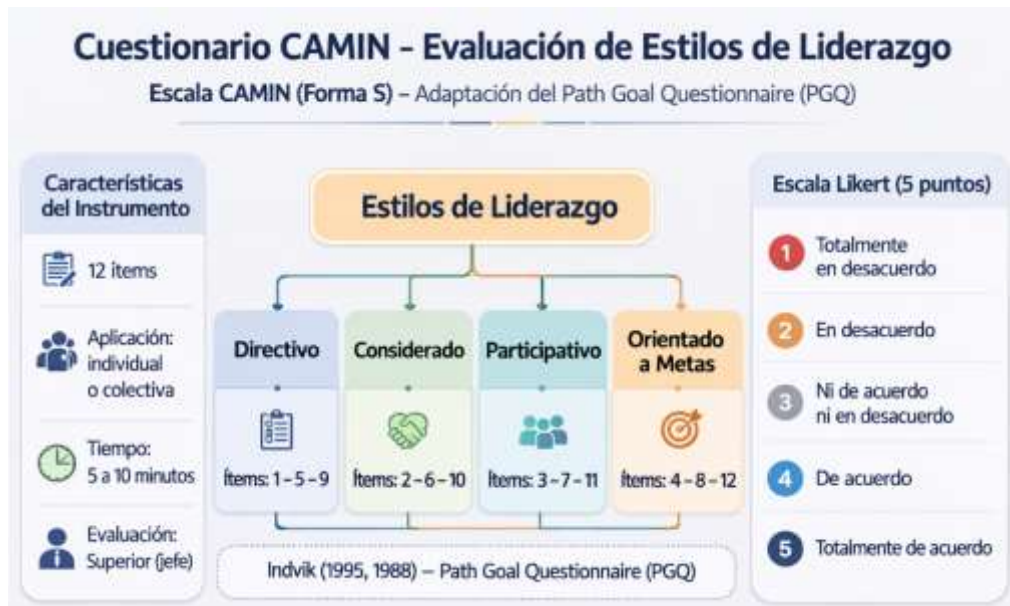 Cuestionario CAMIN - Evaluación de Estilos de Liderazgo
Escala CAMIN (Forma S) – Adaptación del Path Goal Questionnaire (PGQ)
Características
del Instrumento
12 ítems
Aplicación:
individual
o colectiva
Tiempo:
5 a 10 minutos
Evaluación:
Superior (jefe)
Estilos de Liderazgo
Directivo
Ítems: 1 - 5 - 9
Considerado
Ítems: 2 - 6 - 10
Participativo
Ítems: 3 - 7 - 11
Orientado
a Metas
Ítems: 4 - 8 - 12
Indvik (1995, 1988) – Path Goal Questionnaire (PGQ)
Escala Likert (5 puntos)
1 Totalmente
en desacuerdo
2 En desacuerdo
3 Ni de acuerdo
ni en desacuerdo
4 De acuerdo
5 Totalmente de acuerdo